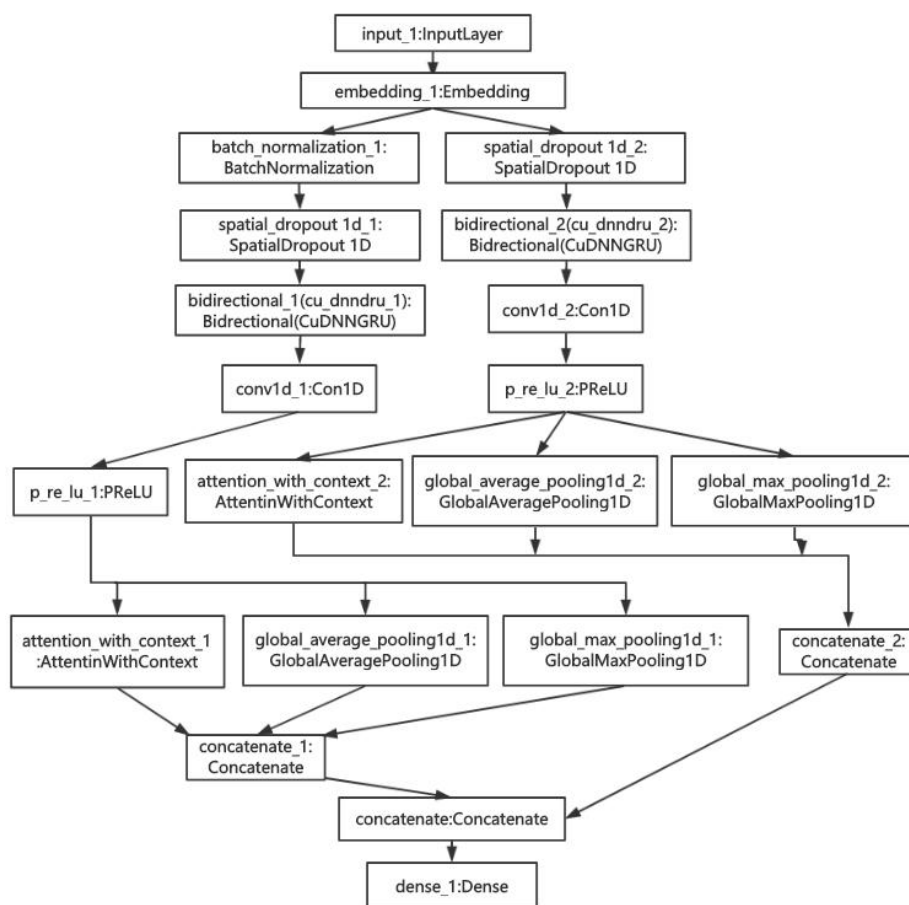 input_1:InputLayer
embedding_1:Embedding
batch_normalization_1:
BatchNormalization
spatial_dropout 1d_2:
SpatialDropout 1D
spatial_dropout 1d_1:
SpatialDropout 1D
bidirectional_2(cu_dnndru_2):
Bidrectional(CuDNNGRU)
bidirectional_1(cu_dnndru_1):
Bidrectional(CuDNNGRU)
conv1d_2:Con1D
conv1d_1:Con1D
p_re_lu_2:PReLU
p_re_lu_1:PReLU
attention_with_context_2:
AttentinWithContext
global_average_pooling1d_2:
GlobalAveragePooling1D
global_max_pooling1d_2:
GlobalMaxPooling1D
attention_with_context_1
:AttentinWithContext
global_average_pooling1d_1:
GlobalAveragePooling1D
global_max_pooling1d_1:
GlobalMaxPooling1D
concatenate_2:
Concatenate
concatenate_1:
Concatenate
concatenate:Concatenate
dense_1:Dense